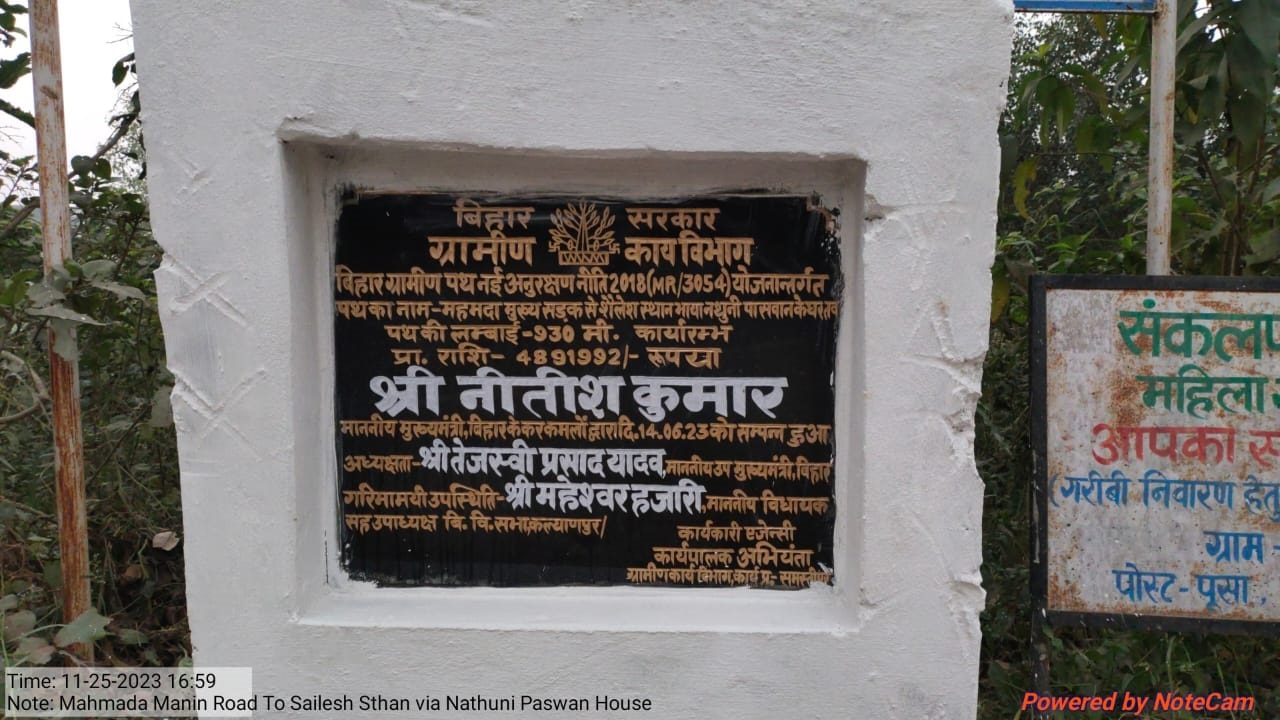 बिहार सरकार
ग्रामीण कार्य विभाग
बिहार ग्रामीण पथ नई अनुरक्षण नीति 2018(MR/3054) योजनान्तर्गत
पथ का नाम-महमदा मुख्य सड़क से शैलेश स्थान भाया नथुनी पासवान के घर तक
पथ की लम्बाई-930 मी. कार्यारम्भ
प्रा. राशि- 4891992/- रूपया
श्री नीतीश कुमार
माननीय मुख्यमंत्री, बिहार के कर कमलों द्वारा दि. 14.06.23 को सम्पन्न हुआ
अध्यक्षता-श्री तेजस्वी प्रसाद यादव, माननीय उप मुख्यमंत्री, बिहार
गरिमामयी उपस्थिति-श्री महेश्वर हजारी, माननीय विधायक
सह उपाध्यक्ष बि. वि. सभा, कल्याणपुर/
कार्यकारी एजेन्सी
कार्यपालक अभियंता
ग्रामीण कार्य विभाग, कार्य प्र.- समस्तीपुर
संकल्प
महिला
आपका
(गरीबी निवारण हेतु
ग्राम -
पोस्ट- पूसा,
Time: 11-25-2023 16:59
Note: Mahmada Manin Road To Sailesh Sthan via Nathuni Paswan House
Powered by NoteCam